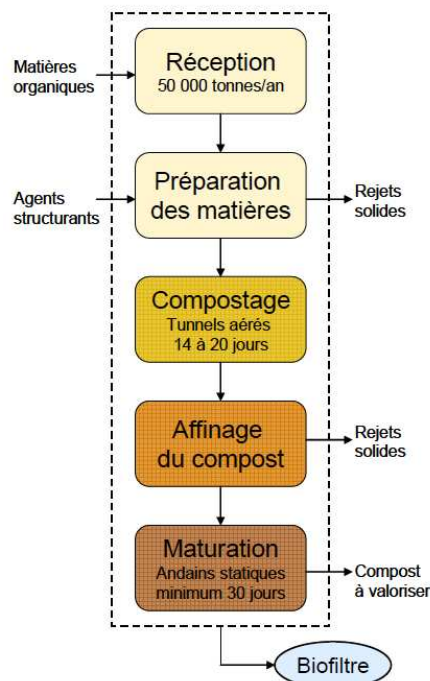 Matières
organiques
Réception
50 000 tonnes/an
Agents
structurants
Préparation
des matières
Rejets
solides
Compostage
Tunnels aérés
14 à 20 jours
Affinage
du compost
Rejets
solides
Maturation
Andains statiques
minimum 30 jours
Compost
à valoriser
Biofiltre